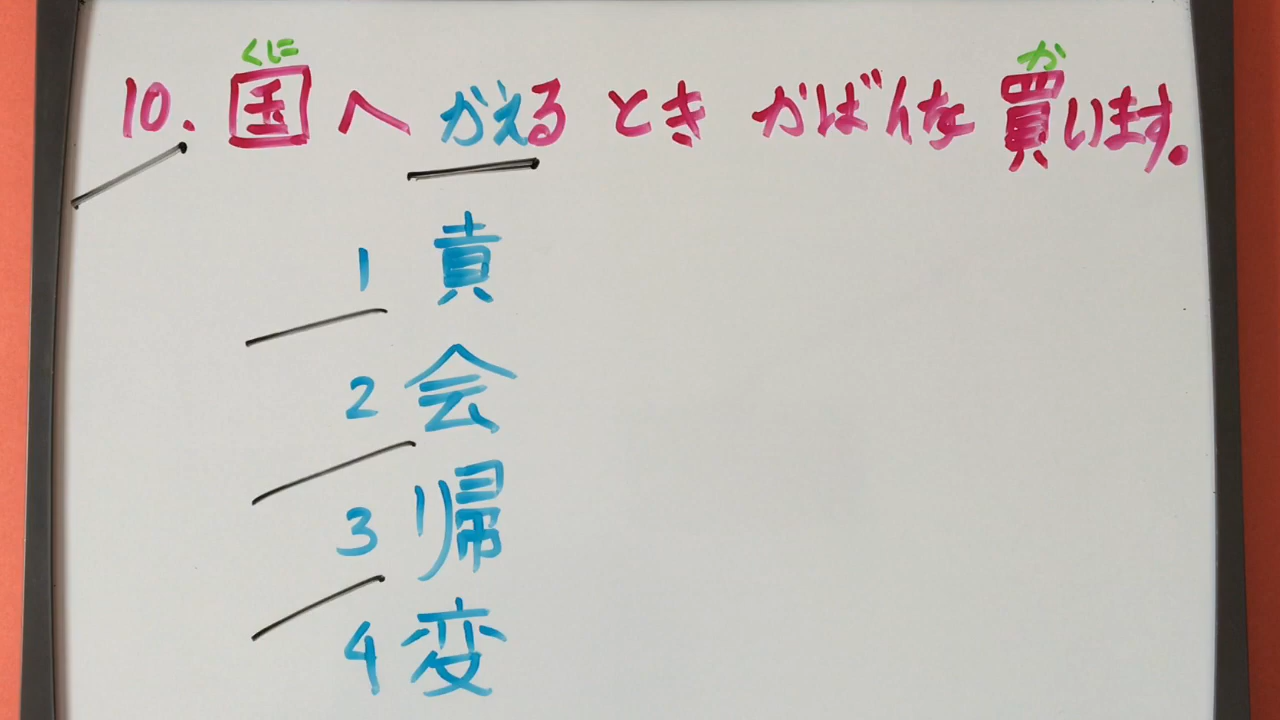 くに か
10. 国へ かえる とき かばんを 買います。
1
2 会
3 帰
4 変